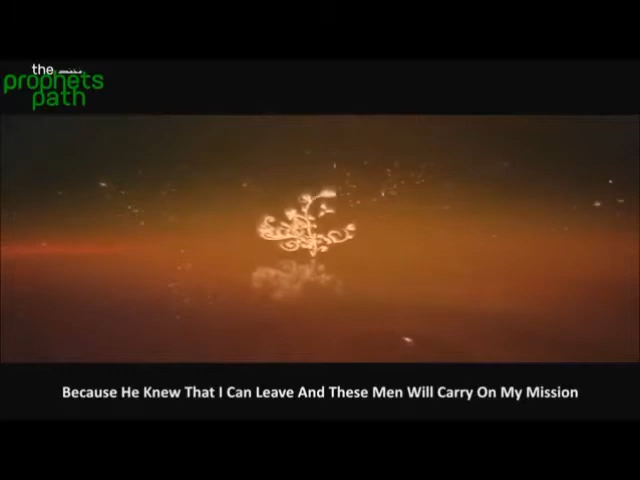 the
prophets
path
Because He Knew That I Can Leave And These Men Will Carry On My Mission